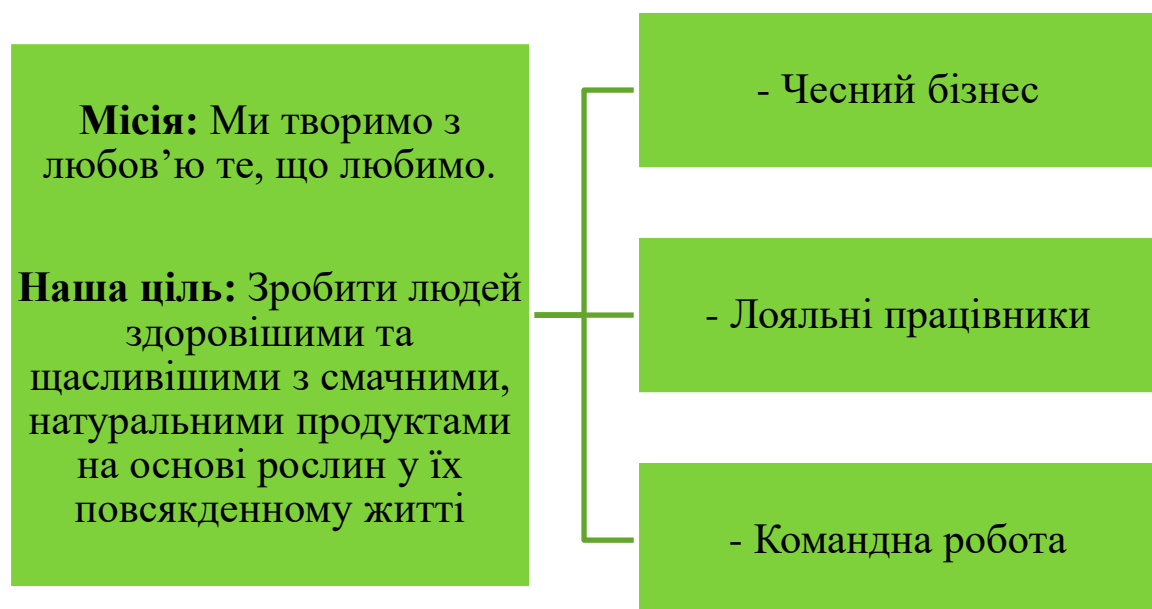 Місія: Ми творимо з
любов’ю те, що любимо.
Наша ціль: Зробити людей
здоровішими та
щасливішими з смачними,
натуральними продуктами
на основі рослин у їх
повсякденному житті
- Чесний бізнес
- Лояльні працівники
- Командна робота